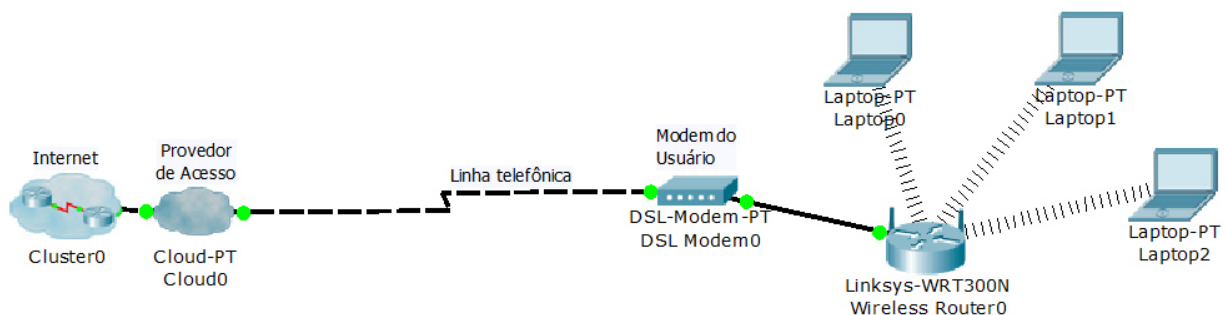 Internet
Cluster0
Provedor
de Acesso
Cloud-PT
Cloud0
Linha telefônica
Modem do
Usuário
DSL-Modem-PT
DSL Modem0
Laptop-PT
Laptop0
Laptop-PT
Laptop1
Laptop-PT
Laptop2
Linksys-WRT300N
Wireless Router0